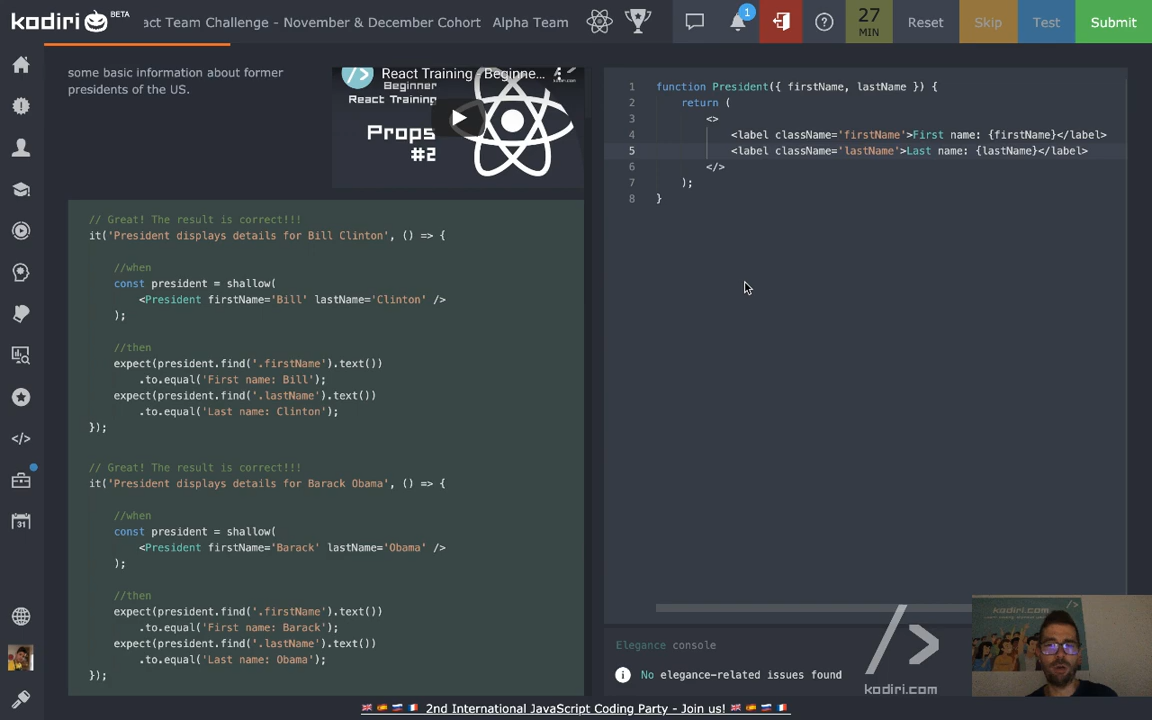 kodiri BETA
act Team Challenge - November & December Cohort Alpha Team
1
27
MIN
Reset
Skip
Test
Submit
some basic information about former
presidents of the US.
React Training - Beginne...
Beginner
React Training
Props
#2
// Great! The result is correct!!!
it('President displays details for Bill Clinton', () => {
//when
const president = shallow(
<President firstName='Bill' lastName='Clinton' />
);
//then
expect(president.find('.firstName').text())
.to.equal('First name: Bill');
expect(president.find('.lastName').text())
.to.equal('Last name: Clinton');
});
// Great! The result is correct!!!
it('President displays details for Barack Obama', () => {
//when
const president = shallow(
<President firstName='Barack' lastName='Obama' />
);
//then
expect(president.find('.firstName').text())
.to.equal('First name: Barack');
expect(president.find('.lastName').text())
.to.equal('Last name: Obama');
});
1 function President({ firstName, lastName }) {
2 return (
3 <>
4 <label className='firstName'>First name: {firstName}</label>
5 <label className='lastName'>Last name: {lastName}</label>
6 </>
7 );
8 }
Elegance console
No elegance-related issues found
</>
kodiri.com
kodiri.com
31
2nd International JavaScript Coding Party - Join us!